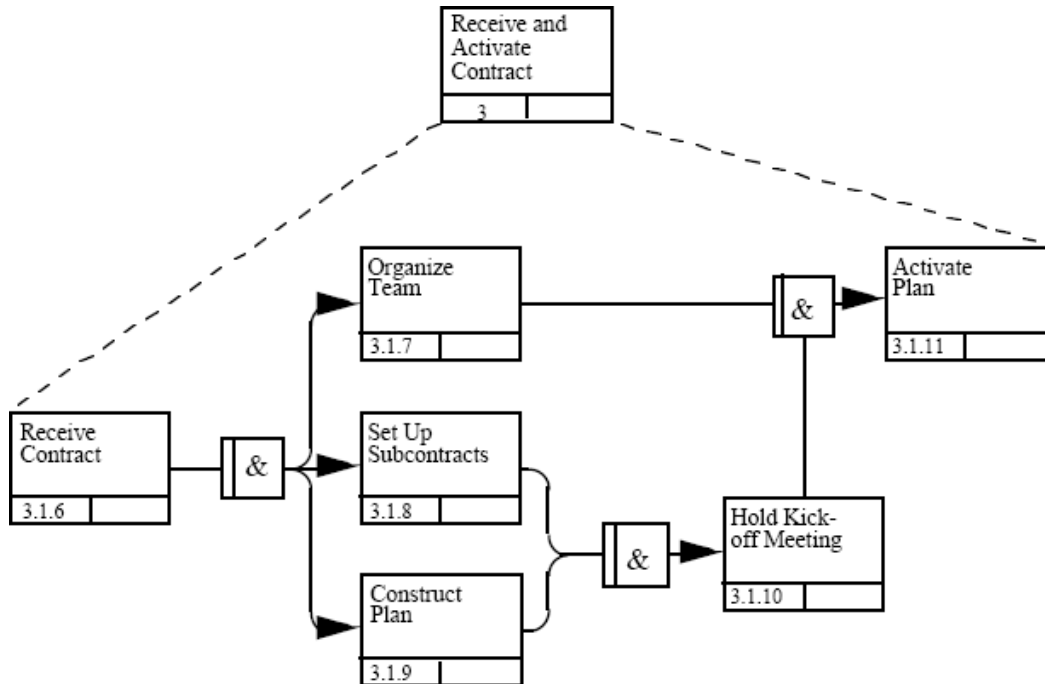 Receive and
Activate
Contract
3
Organize
Team
3.1.7
&
Activate
Plan
3.1.11
Receive
Contract
3.1.6
&
Set Up
Subcontracts
3.1.8
Hold Kick-
off Meeting
3.1.10
&
Construct
Plan
3.1.9